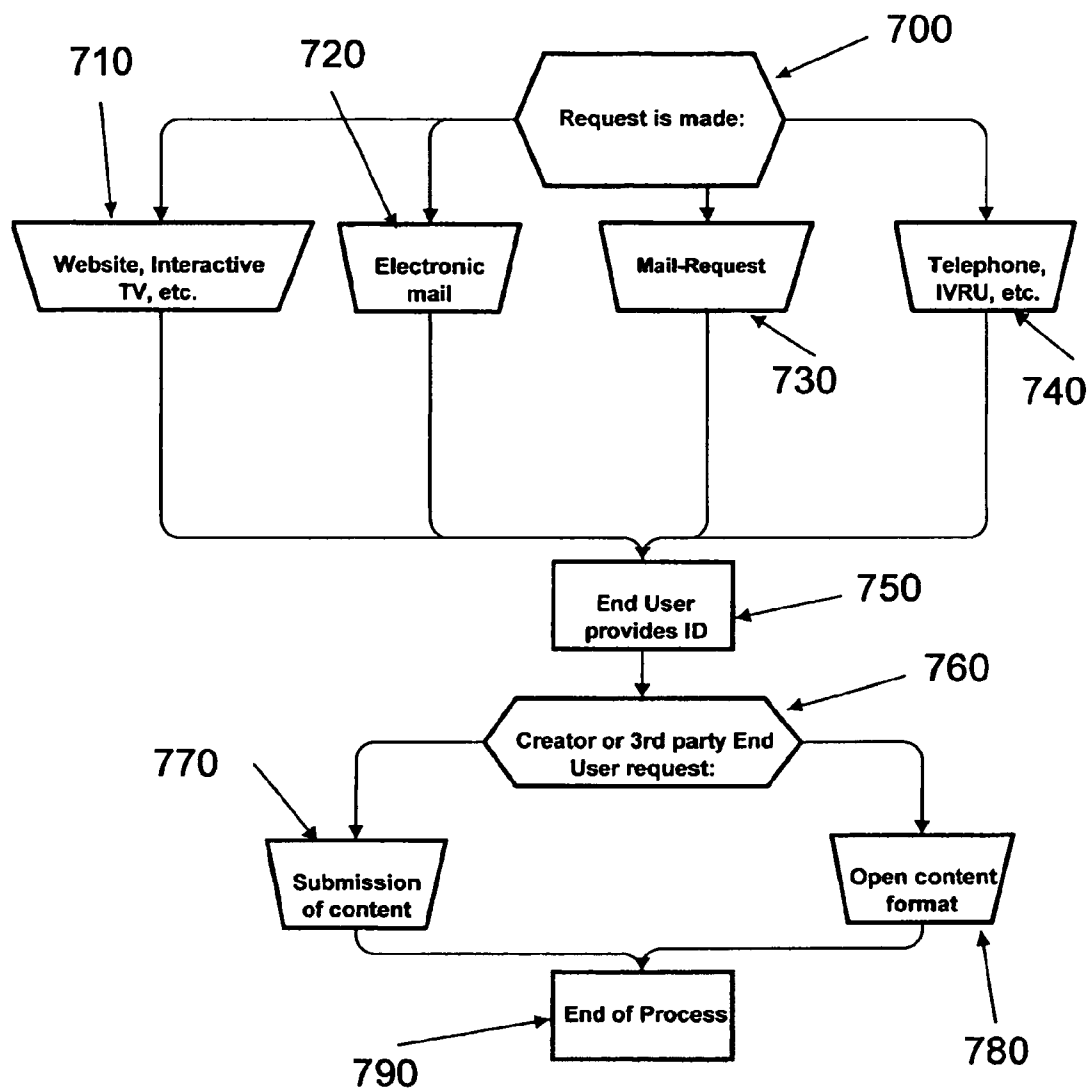 700
710
720
Request is made:
Website, Interactive
TV, etc.
Electronic
mail
Mail-Request
Telephone,
IVRU, etc.
730
740
750
End User
provides ID
760
Creator or 3rd party End
User request:
770
Submission
of content
Open content
format
End of Process
780
790